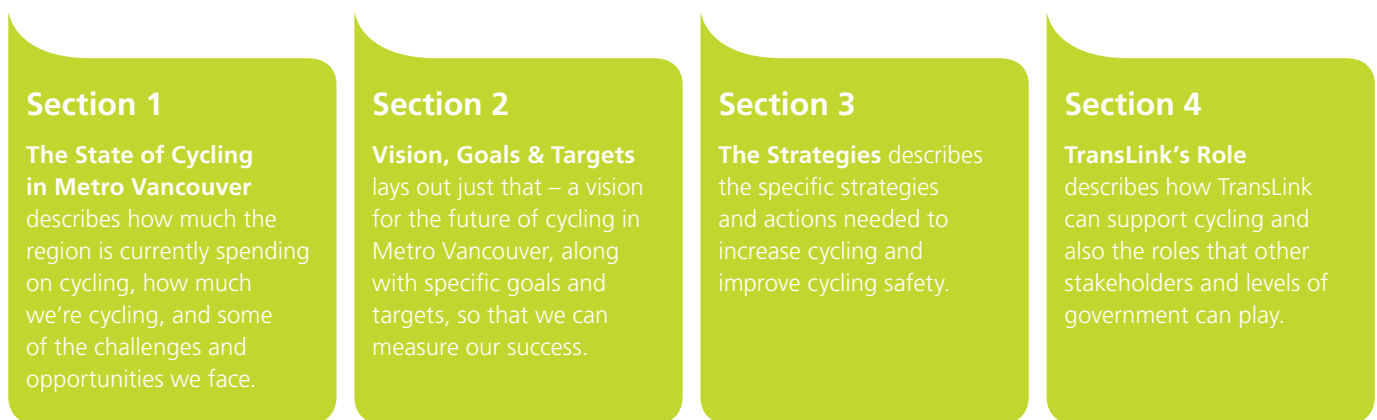 Section 1
The State of Cycling
in Metro Vancouver
describes how much the
region is currently spending
on cycling, how much
we’re cycling, and some
of the challenges and
opportunities we face.
Section 2
Vision, Goals & Targets
lays out just that – a vision
for the future of cycling in
Metro Vancouver, along
with specific goals and
targets, so that we can
measure our success.
Section 3
The Strategies describes
the specific strategies
and actions needed to
increase cycling and
improve cycling safety.
Section 4
TransLink’s Role
describes how TransLink
can support cycling and
also the roles that other
stakeholders and levels of
government can play.